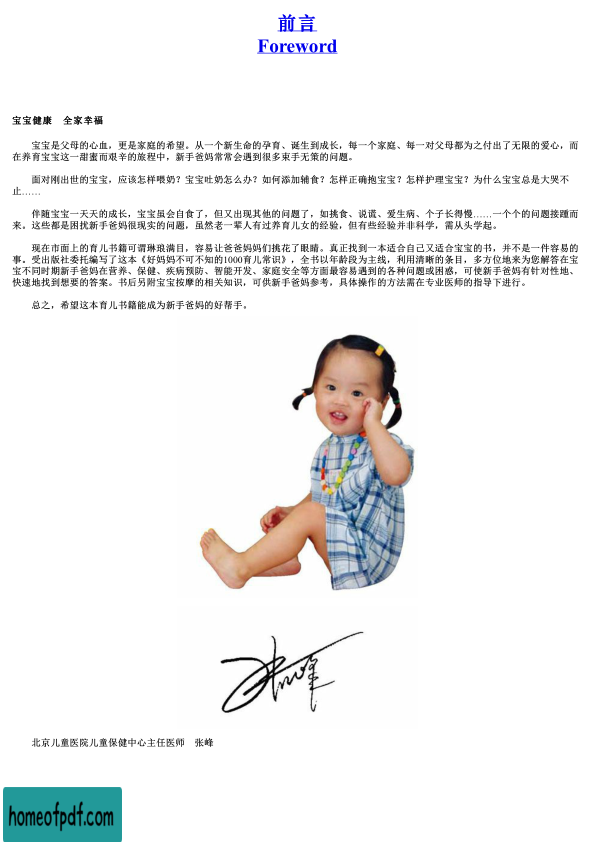 前言
Foreword
宝宝健康　全家幸福
宝宝是父母的心血，更是家庭的希望。从一个新生命的孕育、诞生到成长，每一个家庭、每一对父母都为之付出了无限的爱心，而
在养育宝宝这一甜蜜而艰辛的旅程中，新手爸妈常常会遇到很多束手无策的问题。
面对刚出世的宝宝，应该怎样喂奶？宝宝吐奶怎么办？如何添加辅食？怎样正确抱宝宝？怎样护理宝宝？为什么宝宝总是大哭不
止……
伴随宝宝一天天的成长，宝宝虽会自食了，但又出现其他的问题了，如挑食、说谎、爱生病、个子长得慢……一个个的问题接踵而
来。这些都是困扰新手爸妈很现实的问题，虽然老一辈人有过养育儿女的经验，但有些经验并非科学，需从头学起。
现在市面上的育儿书籍可谓琳琅满目，容易让爸爸妈妈们挑花了眼睛。真正找到一本适合自己又适合宝宝的书，并不是一件容易的
事。受出版社委托编写了这本《好妈妈不可不知的1000育儿常识》，全书以年龄段为主线，利用清晰的条目，多方位地来为您解答在宝
宝不同时期新手爸妈在营养、保健、疾病预防、智能开发、家庭安全等方面最容易遇到的各种问题或困惑，可使新手爸妈有针对性地、
快速地找到想要的答案。书后另附宝宝按摩的相关知识，可供新手爸妈参考，具体操作的方法需在专业医师的指导下进行。
总之，希望这本育儿书籍能成为新手爸妈的好帮手。
张峰
北京儿童医院儿童保健中心主任医师　张峰
homeofpdf.com